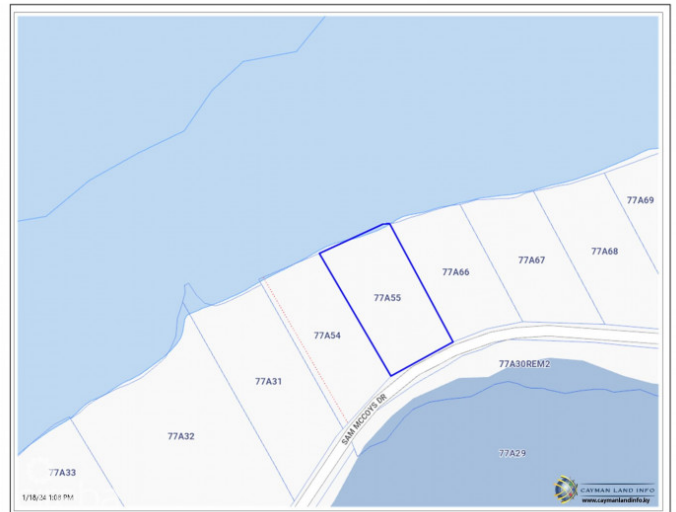 77A69
77A68
77A67
77A66
77A55
77A54
77A31
77A32
77A33
SAM MCCOYS DR
77A30REM2
77A29
CAYMAN LAND INFO
www.caymanlandinfo.ky